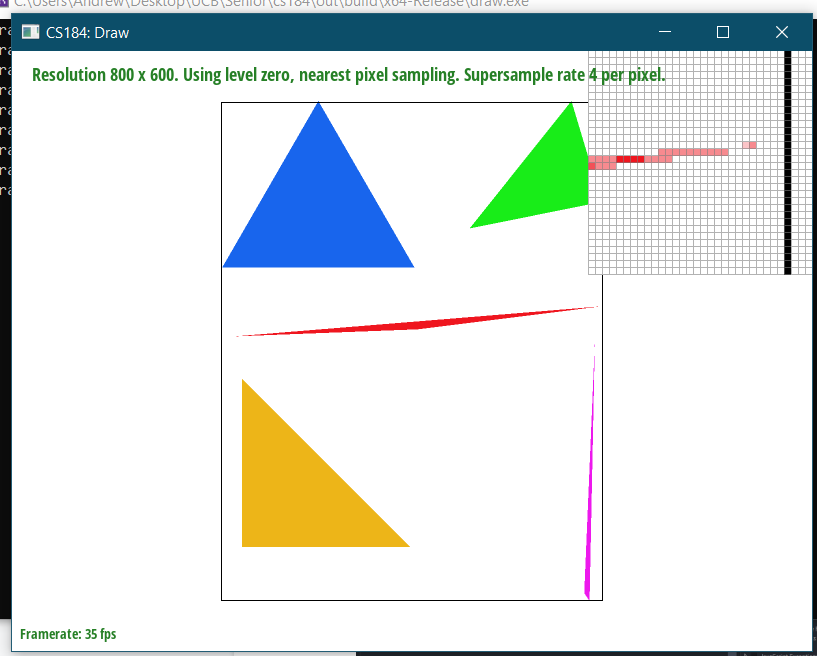 C:\Users\Andrew\Desktop\UCB\Senior\cs184\out\build\x64-Release\draw.exe
CS184: Draw
Resolution 800 x 600. Using level zero, nearest pixel sampling. Supersample rate 4 per pixel.
Framerate: 35 fps